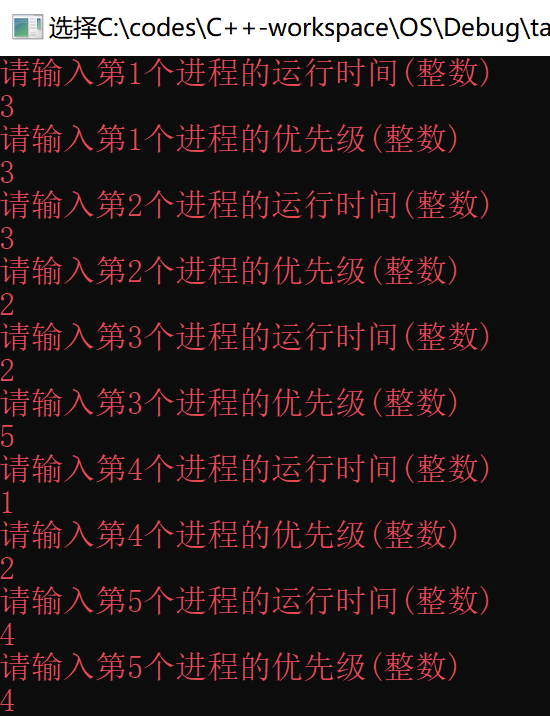 选择C:\codes\C++-workspace\OS\Debug\ta
请输入第1个进程的运行时间(整数)
3
请输入第1个进程的优先级(整数)
3
请输入第2个进程的运行时间(整数)
3
请输入第2个进程的优先级(整数)
2
请输入第3个进程的运行时间(整数)
2
请输入第3个进程的优先级(整数)
5
请输入第4个进程的运行时间(整数)
1
请输入第4个进程的优先级(整数)
2
请输入第5个进程的运行时间(整数)
4
请输入第5个进程的优先级(整数)
4